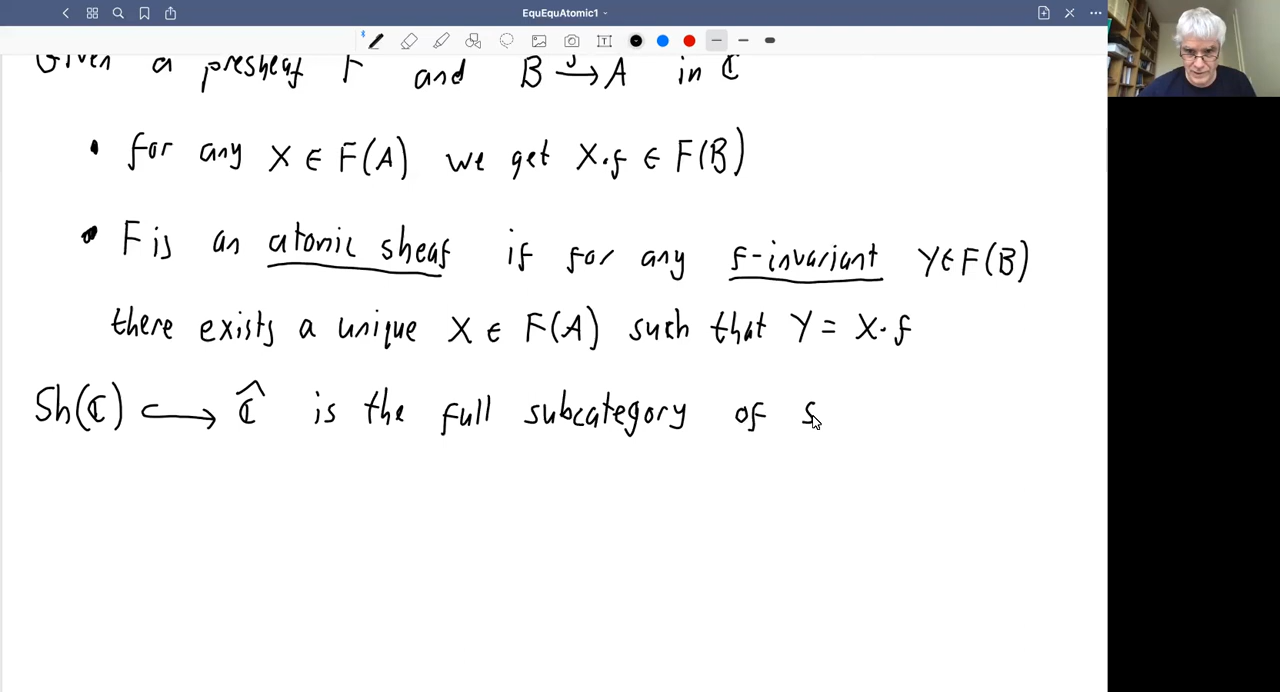 EquEquAtomic1
Given a presheaf F and B →f A in ℂ
• for any X ∈ F(A) we get X·f ∈ F(B)
• F is an atomic sheaf if for any f-invariant Y∈F(B)
there exists a unique X ∈ F(A) such that Y = X·f
Sh(ℂ) ↪ ℂ̂ is the full subcategory of s